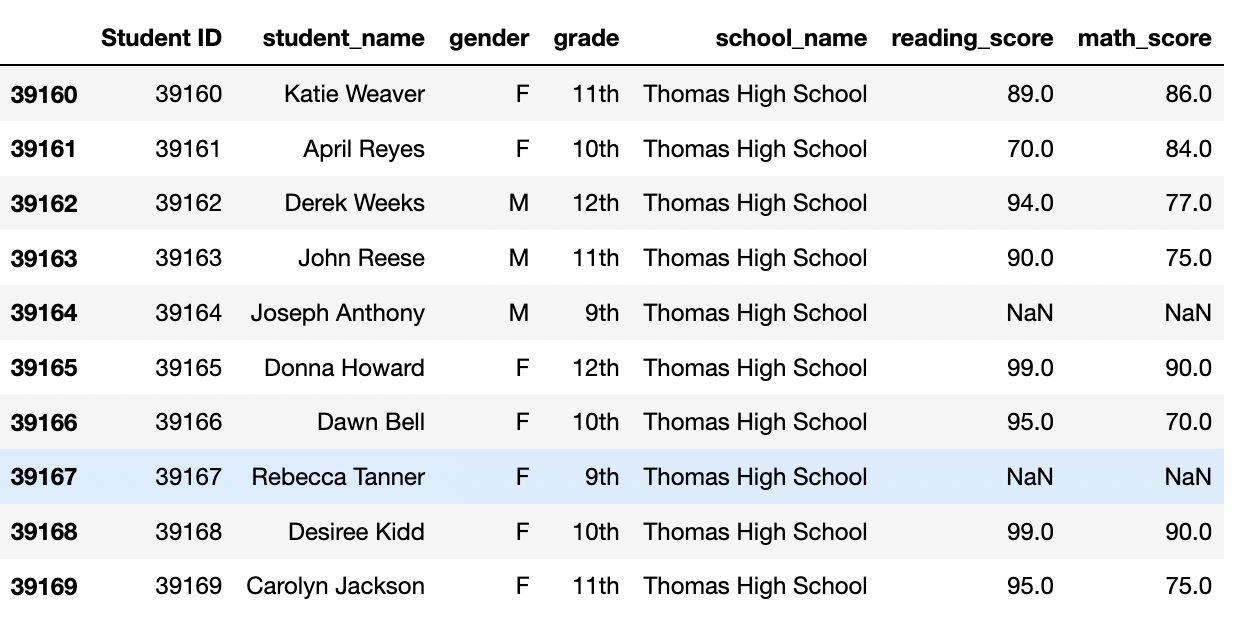 Student ID student_name gender grade school_name reading_score math_score
39160 39160 Katie Weaver F 11th Thomas High School 89.0 86.0
39161 39161 April Reyes F 10th Thomas High School 70.0 84.0
39162 39162 Derek Weeks M 12th Thomas High School 94.0 77.0
39163 39163 John Reese M 11th Thomas High School 90.0 75.0
39164 39164 Joseph Anthony M 9th Thomas High School NaN NaN
39165 39165 Donna Howard F 12th Thomas High School 99.0 90.0
39166 39166 Dawn Bell F 10th Thomas High School 95.0 70.0
39167 39167 Rebecca Tanner F 9th Thomas High School NaN NaN
39168 39168 Desiree Kidd F 10th Thomas High School 99.0 90.0
39169 39169 Carolyn Jackson F 11th Thomas High School 95.0 75.0